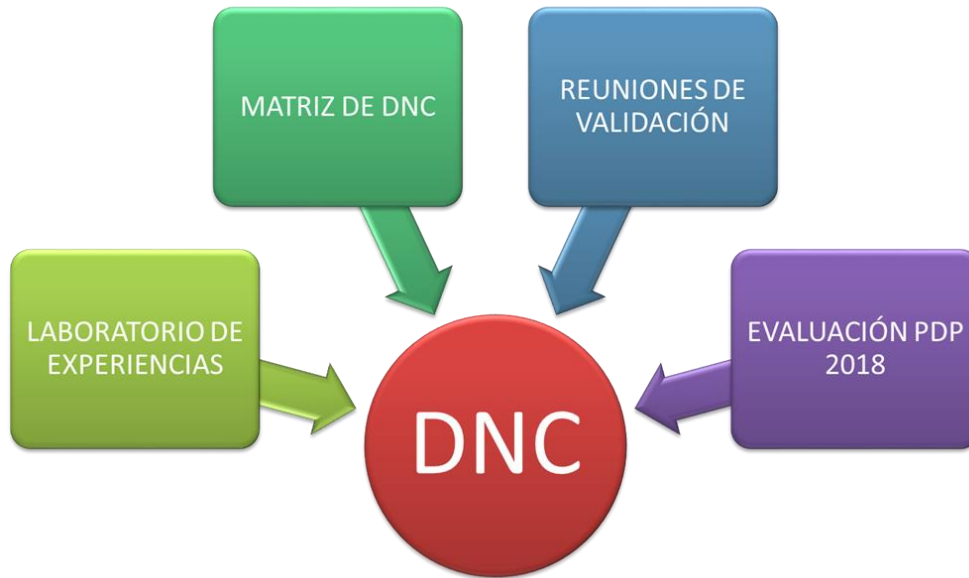 MATRIZ DE DNC
REUNIONES DE
VALIDACIÓN
LABORATORIO DE
EXPERIENCIAS
EVALUACIÓN PDP
2018
DNC